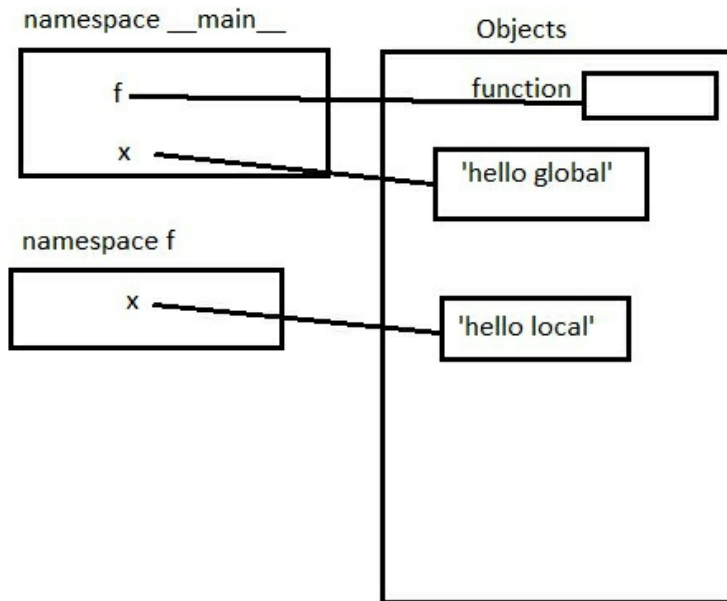 namespace __main__
Objects
f
function
x
'hello global'
namespace f
x
'hello local'